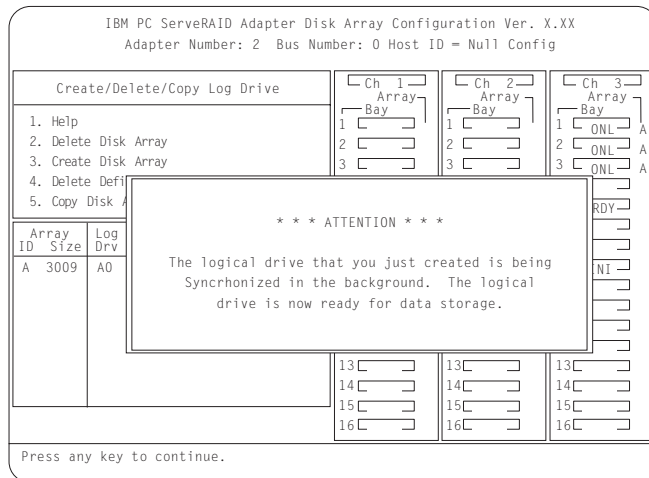 IBM PC ServeRAID Adapter Disk Array Configuration Ver. X.XX
Adapter Number: 2 Bus Number: 0 Host ID = Null Config
Create/Delete/Copy Log Drive
1. Help
2. Delete Disk Array
3. Create Disk Array
4. Delete Defi
5. Copy Disk A
Array Log
ID Size Drv
A 3009 A0
Ch 1
Array
Bay
1
2
3
13
14
15
16
Ch 2
Array
Bay
1
2
3
13
14
15
16
Ch 3
Array
Bay
1 ONL A
2 ONL A
3 ONL A
RDY
INI
13
14
15
16
* * * ATTENTION * * *
The logical drive that you just created is being
Syncrhonized in the background. The logical
drive is now ready for data storage.
Press any key to continue.